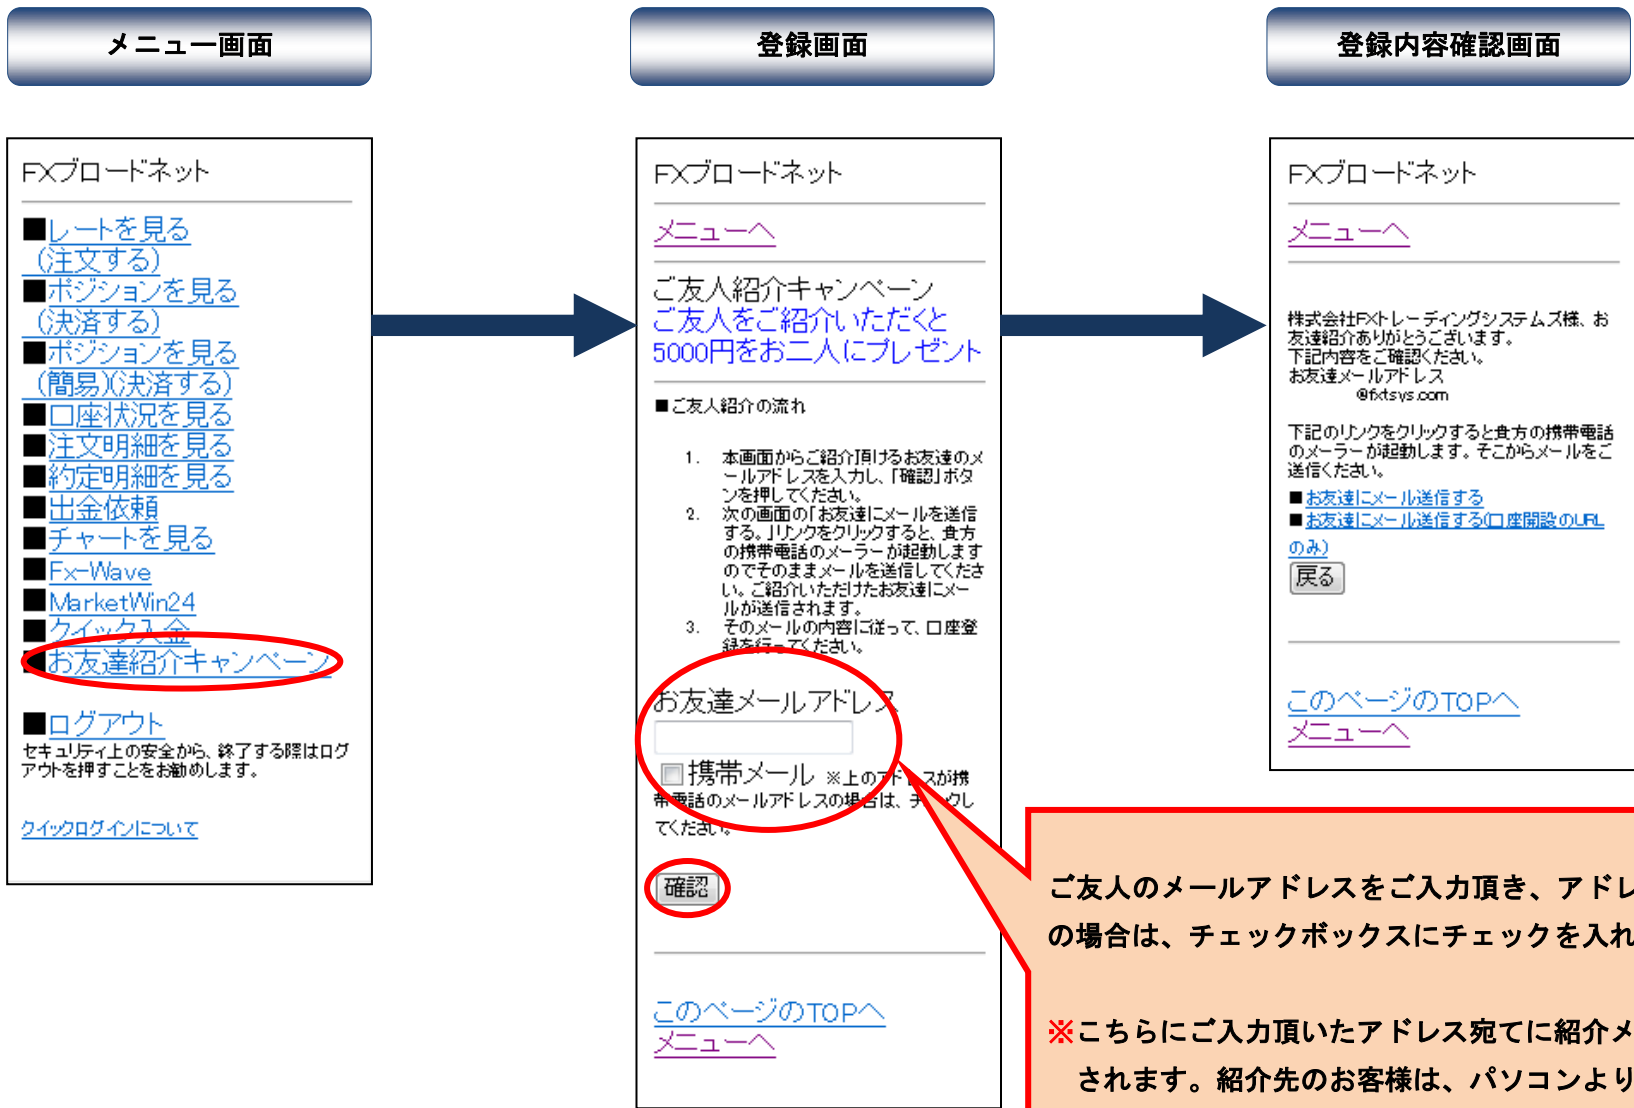 メニュー画面
登録画面
登録内容確認画面
FXブロードネット
■レートを見る
(注文する)
■ポジションを見る
(決済する)
■ポジションを見る
(簡易)(決済する)
■口座状況を見る
■注文明細を見る
■約定明細を見る
■出金依頼
■チャートを見る
■Fx-Wave
■MarketWin24
■クイック入金
■お友達紹介キャンペーン
■ログアウト
セキュリティ上の安全から、終了する際はログ
アウトを押すことをお勧めします。
クイックログインについて
FXブロードネット
メニューへ
ご友人紹介キャンペーン
ご友人をご紹介いただくと
5000円をお二人にプレゼント
■ご友人紹介の流れ
1. 本画面からご紹介頂けるお友達のメ
ールアドレスを入力し、「確認」ボタ
ンを押してください。
2. 次の画面の「お友達にメールを送信
する。」リンクをクリックすると、貴方
の携帯電話のメーラーが起動します
のでそのままメールを送信してくださ
い。ご紹介いただけたお友達にメー
ルが送信されます。
3. そのメールの内容に従って、口座登
録を行ってください。
お友達メールアドレス
携帯メール ※上のアドレスが携
帯電話のメールアドレスの場合は、チェックし
てください。
確認
このページのTOPへ
メニューへ
FXブロードネット
メニューへ
株式会社FXトレーディングシステムズ様、お
友達紹介ありがとうございます。
下記内容をご確認ください。
お友達メールアドレス
@fxtsys.com
下記のリンクをクリックすると貴方の携帯電話
のメーラーが起動します。そこからメールをご
送信ください。
■お友達にメール送信する
■お友達にメール送信する(口座開設のURL
のみ)
戻る
このページのTOPへ
メニューへ
ご友人のメールアドレスをご入力頂き、アドレ
の場合は、チェックボックスにチェックを入れ
※こちらにご入力頂いたアドレス宛てに紹介メ
されます。紹介先のお客様は、パソコンより